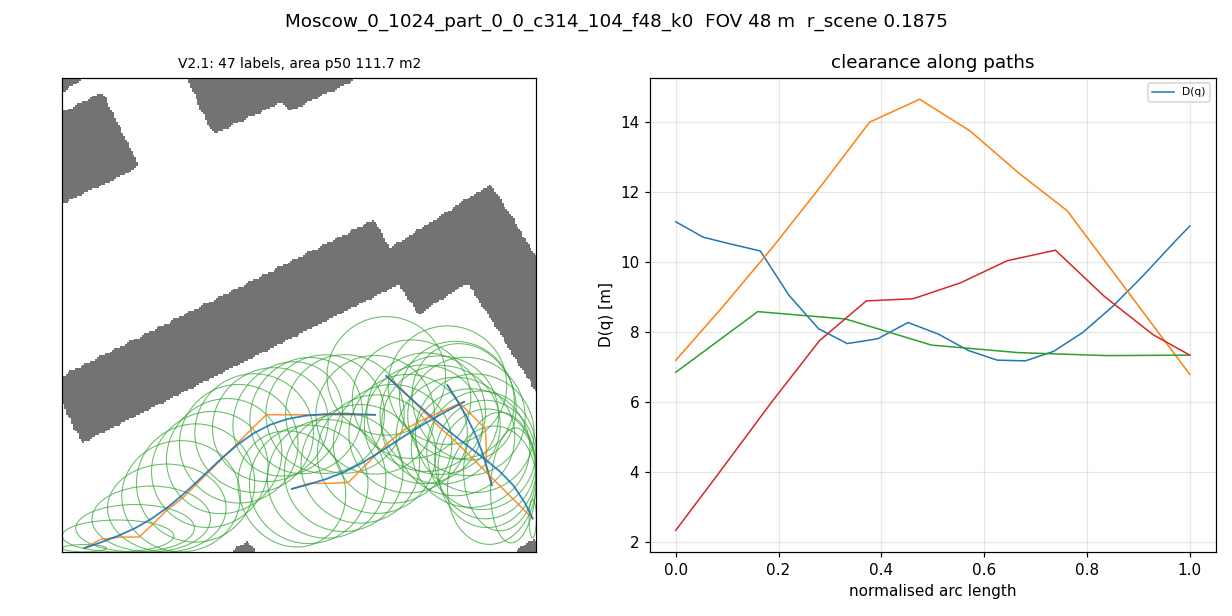 Moscow_0_1024_part_0_0_c314_104_f48_k0  FOV 48 m  r_scene 0.1875
V2.1: 47 labels, area p50 111.7 m2
clearance along paths
D(q)
D(q) [m]
14
12
10
8
6
4
2
0.0 0.2 0.4 0.6 0.8 1.0
normalised arc length